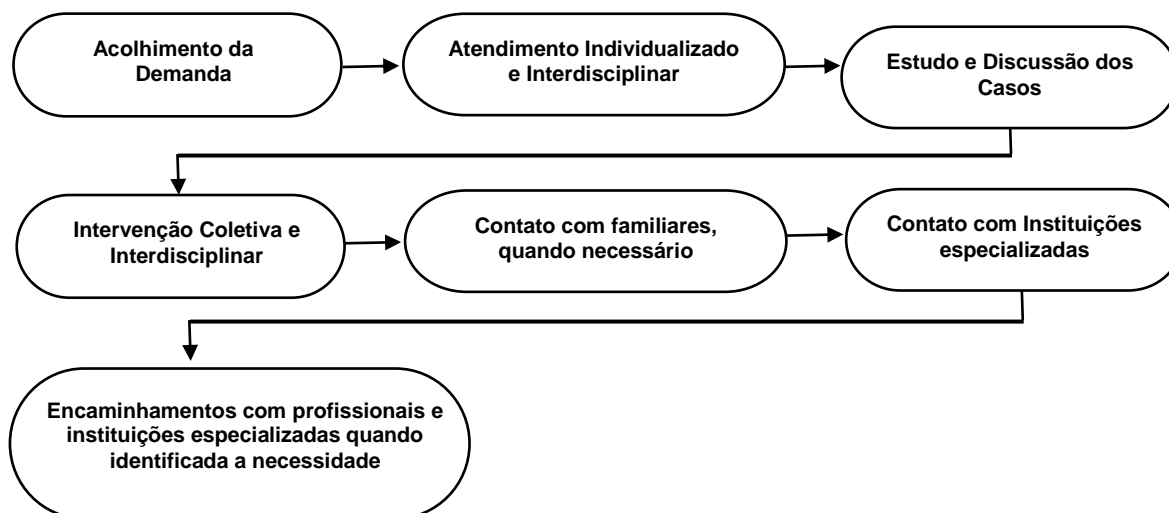 Acolhimento da
Demanda
Atendimento Individualizado
e Interdisciplinar
Estudo e Discussão dos
Casos
Intervenção Coletiva e
Interdisciplinar
Contato com familiares,
quando necessário
Contato com Instituições
especializadas
Encaminhamentos com profissionais e
instituições especializadas quando
identificada a necessidade